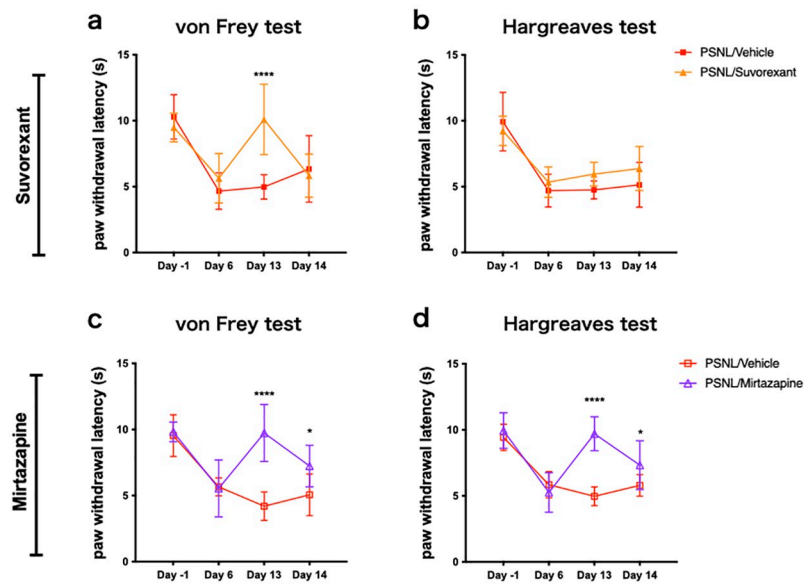 a
von Frey test
b
Hargreaves test
PSNL/Vehicle
PSNL/Suvorexant
Suvorexant
paw withdrawal latency (s)
15
10
5
0
****
Day -1 Day 6 Day 13 Day 14
paw withdrawal latency (s)
15
10
5
0
Day -1 Day 6 Day 13 Day 14
c
von Frey test
d
Hargreaves test
PSNL/Vehicle
PSNL/Mirtazapine
Mirtazapine
paw withdrawal latency (s)
15
10
5
0
****
*
Day -1 Day 6 Day 13 Day 14
paw withdrawal latency (s)
15
10
5
0
****
*
Day -1 Day 6 Day 13 Day 14